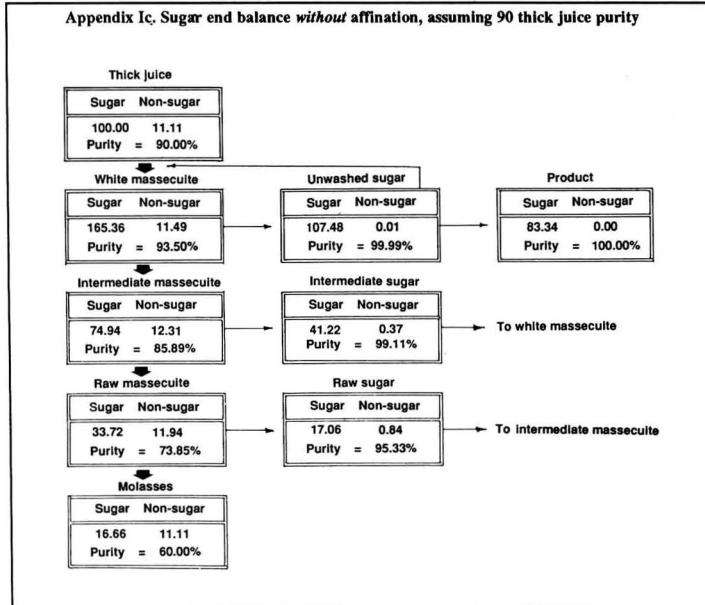 Appendix Ic. Sugar end balance without affination, assuming 90 thick juice purity
Thick juice
Sugar Non-sugar
100.00 11.11
Purity = 90.00%
White massecuite Unwashed sugar Product
Sugar Non-sugar Sugar Non-sugar Sugar Non-sugar
165.36 11.49 107.48 0.01 83.34 0.00
Purity = 93.50% Purity = 99.99% Purity = 100.00%
Intermediate massecuite Intermediate sugar
Sugar Non-sugar Sugar Non-sugar
74.94 12.31 41.22 0.37 To white massecuite
Purity = 85.89% Purity = 99.11%
Raw massecuite Raw sugar
Sugar Non-sugar Sugar Non-sugar
33.72 11.94 17.06 0.84 To intermediate massecuite
Purity = 73.85% Purity = 95.33%
Molasses
Sugar Non-sugar
16.66 11.11
Purity = 60.00%